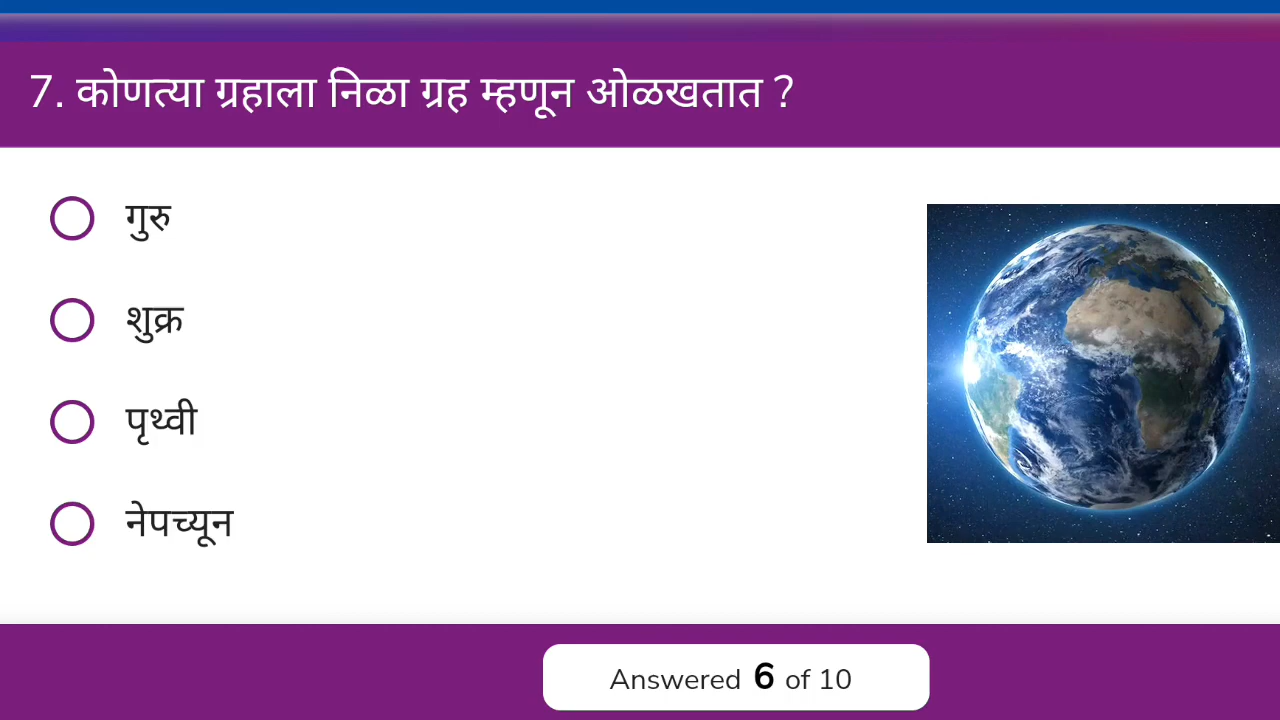 7. कोणत्या ग्रहाला निळा ग्रह म्हणून ओळखतात ?
गुरु
शुक्र
पृथ्वी
नेपच्यून
Answered 6 of 10